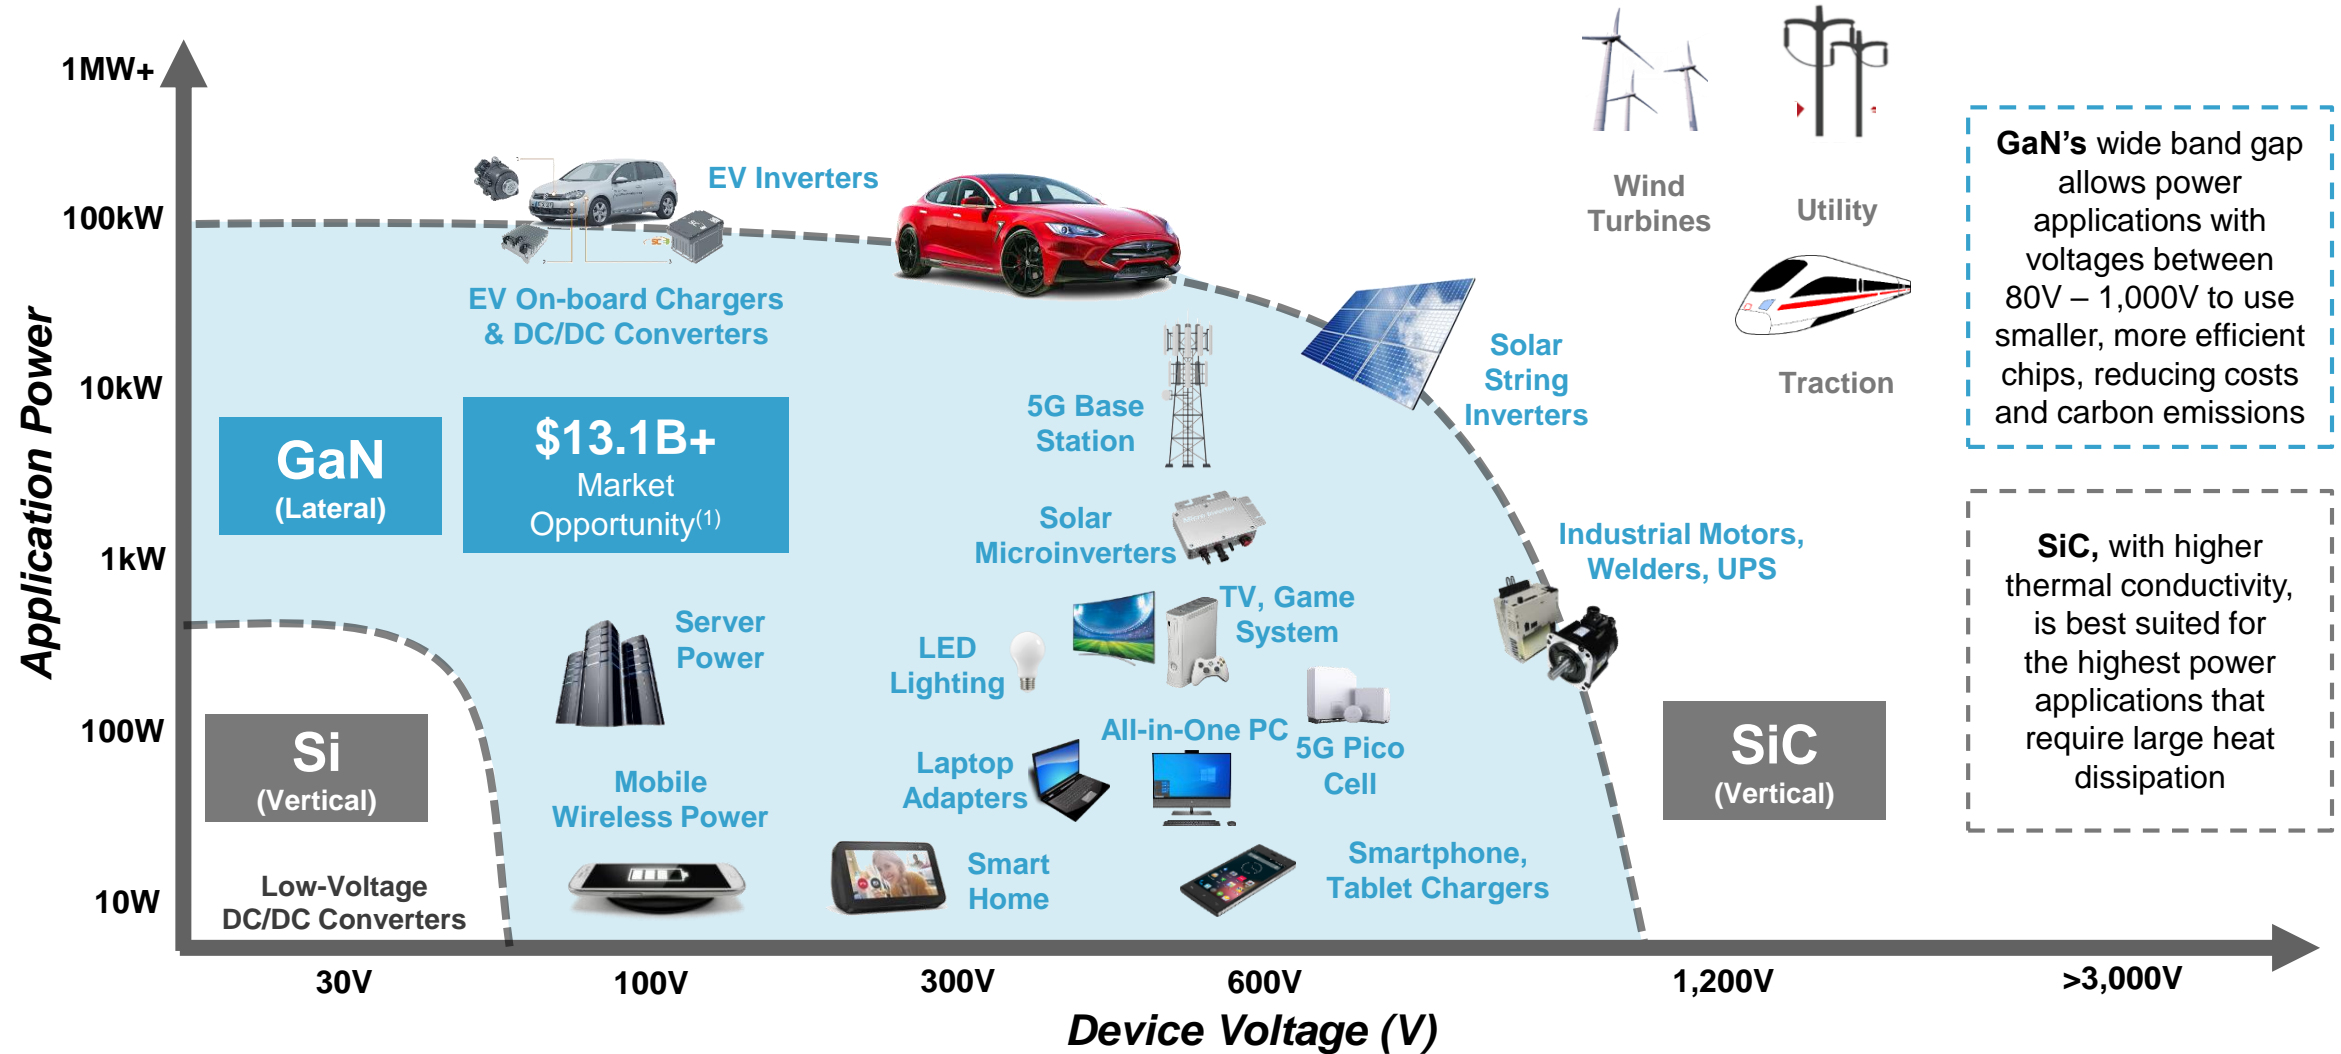 1MW+
100kW
10kW
1kW
100W
10W
Application Power
EV Inverters
EV On-board Chargers
& DC/DC Converters
GaN
(Lateral)
$13.1B+
Market
Opportunity(1)
5G Base
Station
Solar
Microinverters
Solar
String
Inverters
Wind
Turbines
Utility
Traction
Industrial Motors,
Welders, UPS
Server
Power
LED
Lighting
TV, Game
System
Si
(Vertical)
Low-Voltage
DC/DC Converters
Mobile
Wireless Power
Laptop
Adapters
All-in-One PC
5G Pico
Cell
Smart
Home
Smartphone,
Tablet Chargers
SiC
(Vertical)
GaN's wide band gap
allows power
applications with
voltages between
80V – 1,000V to use
smaller, more efficient
chips, reducing costs
and carbon emissions
SiC, with higher
thermal conductivity,
is best suited for
the highest power
applications that
require large heat
dissipation
30V
100V
300V
600V
1,200V
>3,000V
Device Voltage (V)